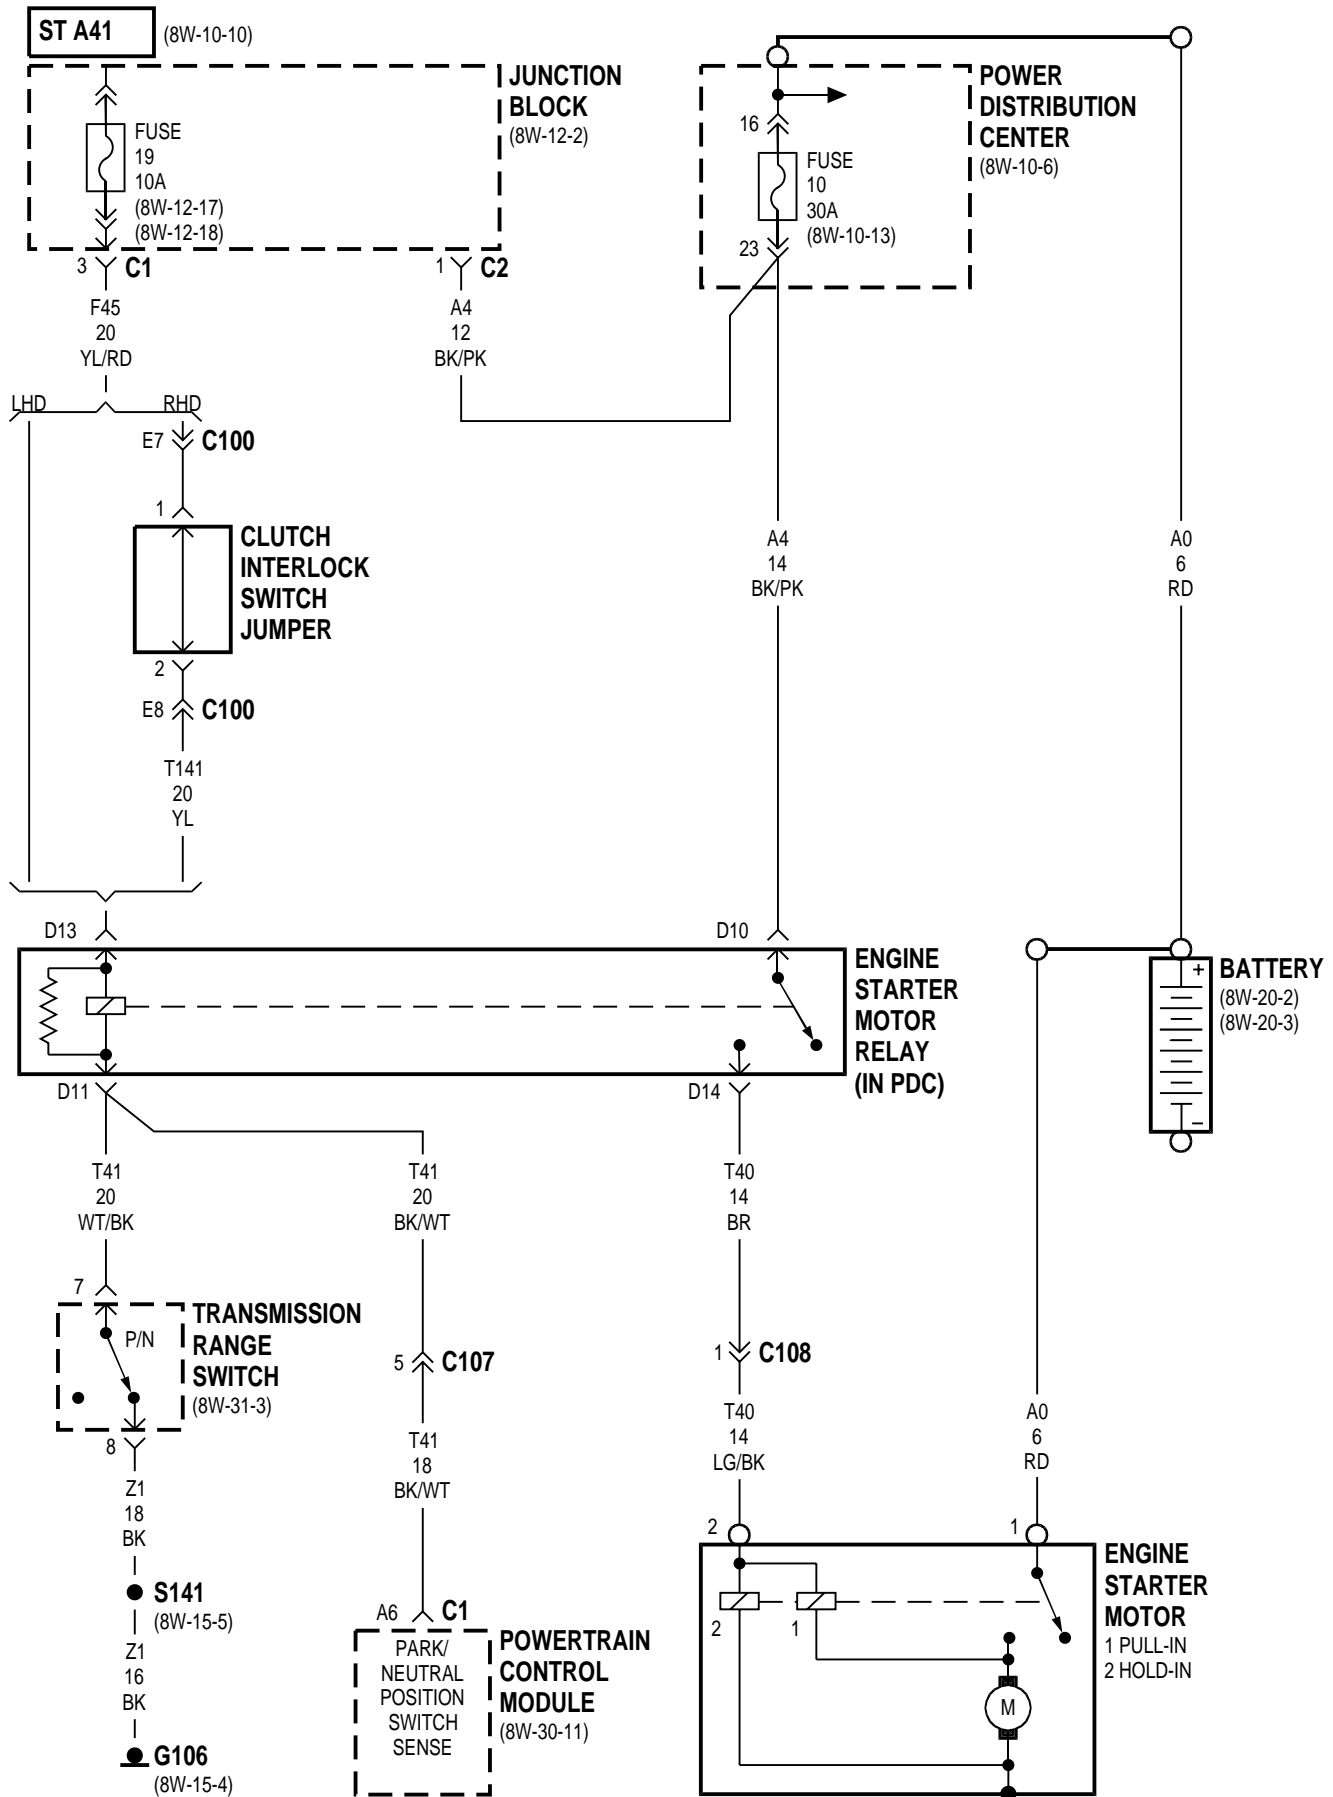 ST A41
(8W-10-10)
JUNCTION
BLOCK
(8W-12-2)
FUSE
19
10A
(8W-12-17)
(8W-12-18)
3
C1
1
C2
POWER
DISTRIBUTION
CENTER
(8W-10-6)
16
FUSE
10
30A
(8W-10-13)
23
F45
20
YL/RD
A4
12
BK/PK
LHD
RHD
E7
C100
1
CLUTCH
INTERLOCK
SWITCH
JUMPER
2
E8
C100
T141
20
YL
A4
14
BK/PK
A0
6
RD
D13
D10
ENGINE
STARTER
MOTOR
RELAY
(IN PDC)
+
BATTERY
(8W-20-2)
(8W-20-3)
–
D11
D14
T41
20
WT/BK
T41
20
BK/WT
T40
14
BR
7
P/N
TRANSMISSION
RANGE
SWITCH
(8W-31-3)
8
5
C107
1
C108
T41
18
BK/WT
T40
14
LG/BK
A0
6
RD
Z1
18
BK
S141
(8W-15-5)
Z1
16
BK
G106
(8W-15-4)
A6
C1
PARK/
NEUTRAL
POSITION
SWITCH
SENSE
POWERTRAIN
CONTROL
MODULE
(8W-30-11)
2
1
2
1
M
ENGINE
STARTER
MOTOR
1 PULL-IN
2 HOLD-IN